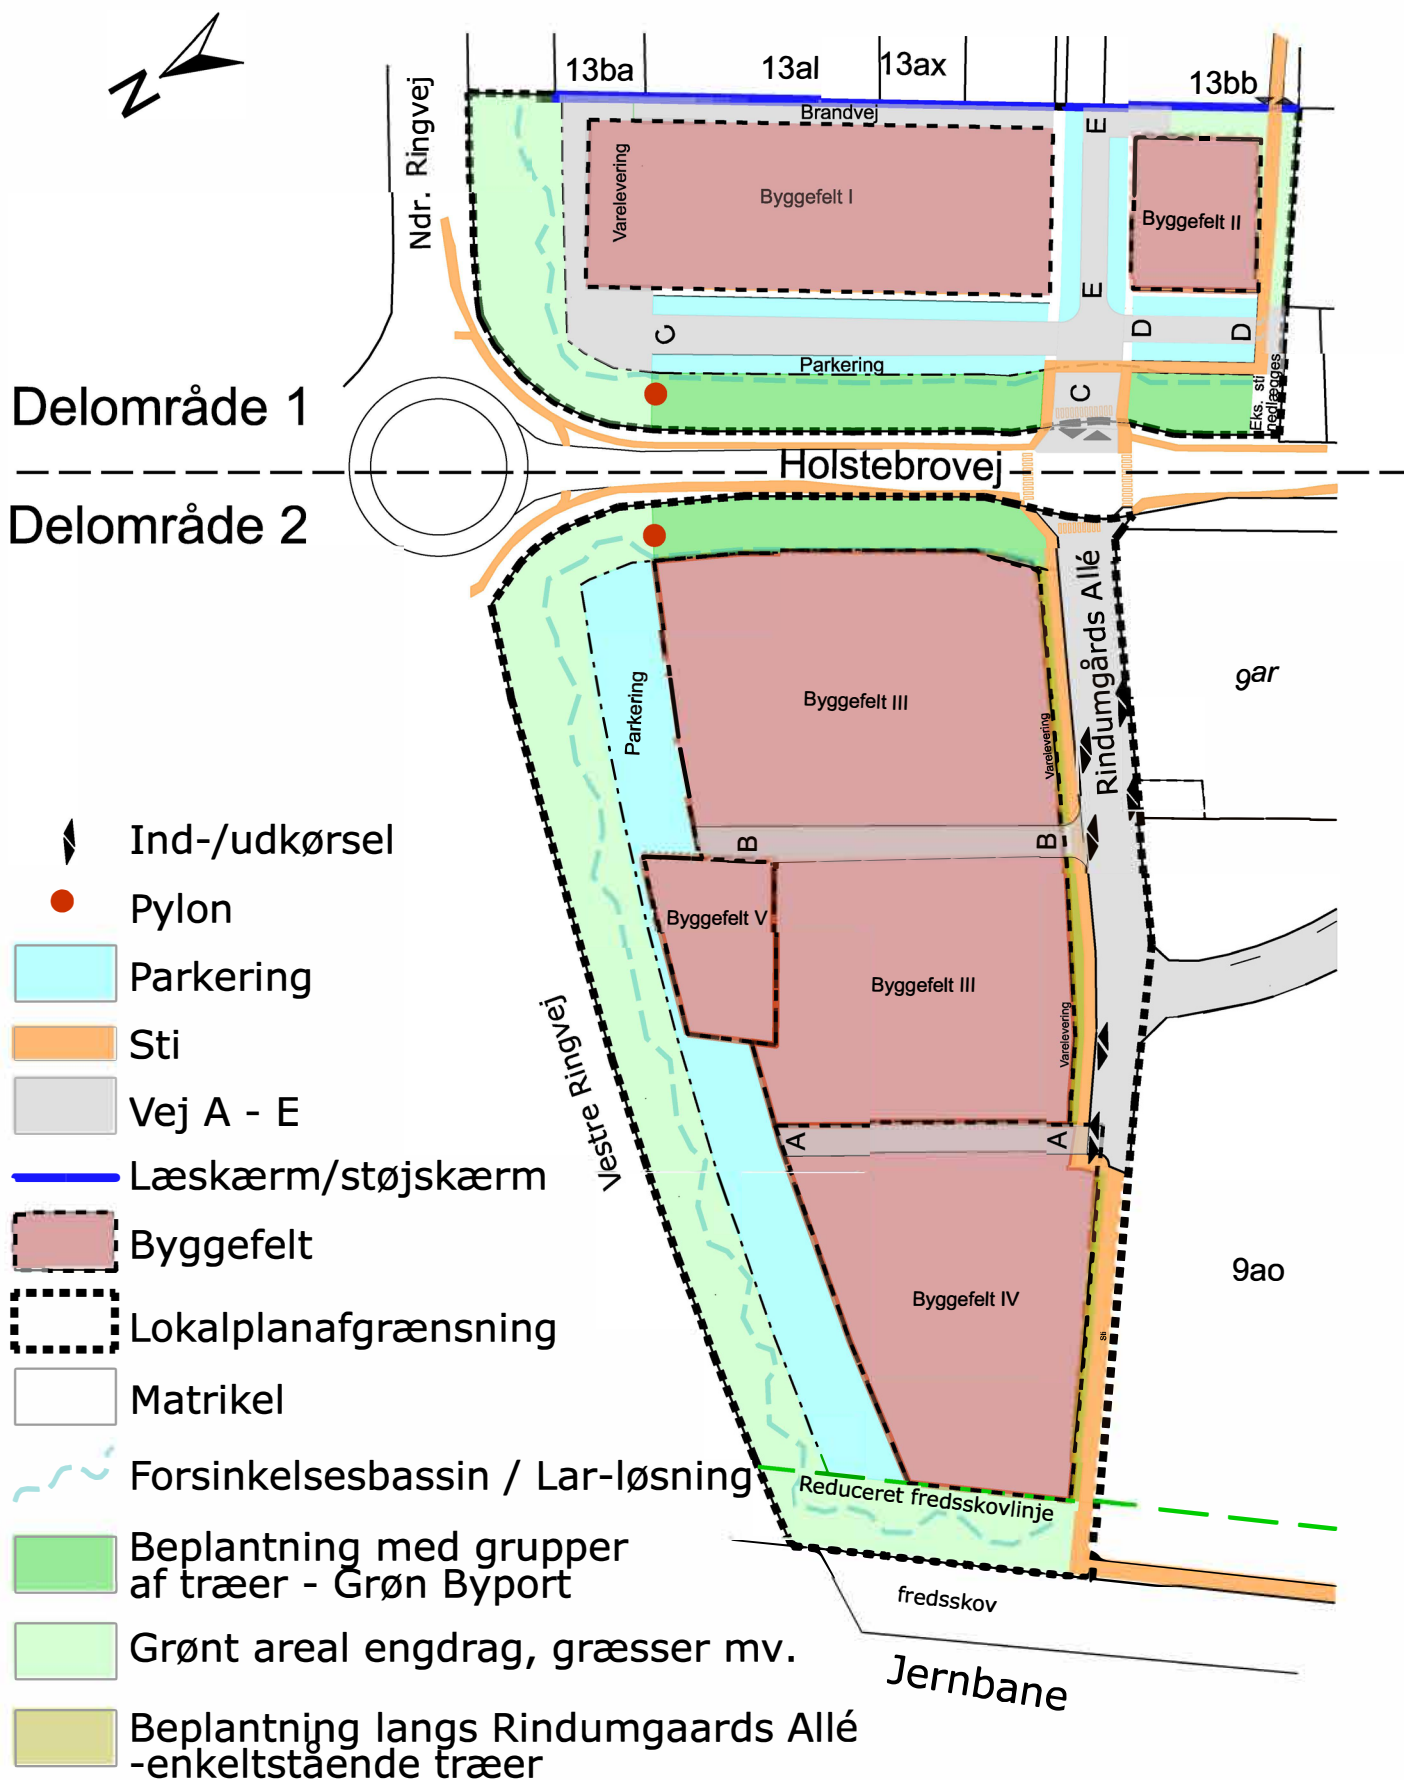 N
Ndr. Ringvej
13ba
13al
13ax
13bb
Brandvej
E
Varelevering
Byggefelt I
Byggefelt II
E
C
D
D
Parkering
C
Eks. sti
nedlægges
Delområde 1
Holstebrovej
Delområde 2
Rindumgårds Allé
Parkering
Byggefelt III
Varelevering
9ar
B
B
Byggefelt V
Byggefelt III
Varelevering
Vestre Ringvej
A
A
Byggefelt IV
Sti
9ao
Reduceret fredsskovlinje
fredsskov
Jernbane
Ind-/udkørsel
Pylon
Parkering
Sti
Vej A - E
Læskærm/støjskærm
Byggefelt
Lokalplanafgrænsning
Matrikel
Forsinkelsesbassin / Lar-løsning
Beplantning med grupper
af træer - Grøn Byport
Grønt areal engdrag, græsser mv.
Beplantning langs Rindumgaards Allé
-enkeltstående træer